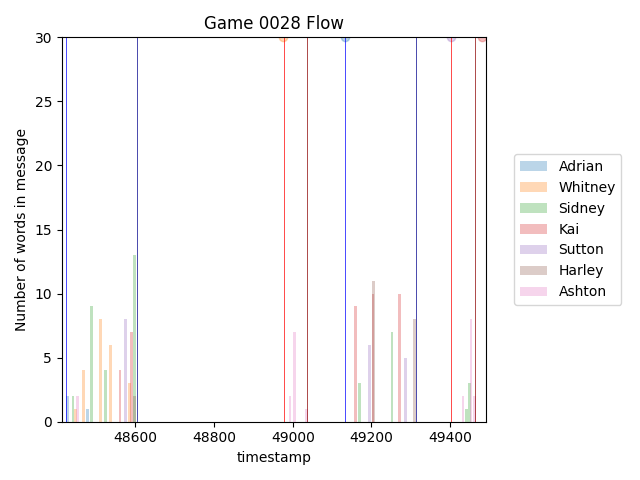 Game 0028 Flow
30
25
20
15
10
5
0
Number of words in message
48600
48800
49000
49200
49400
timestamp
Adrian
Whitney
Sidney
Kai
Sutton
Harley
Ashton